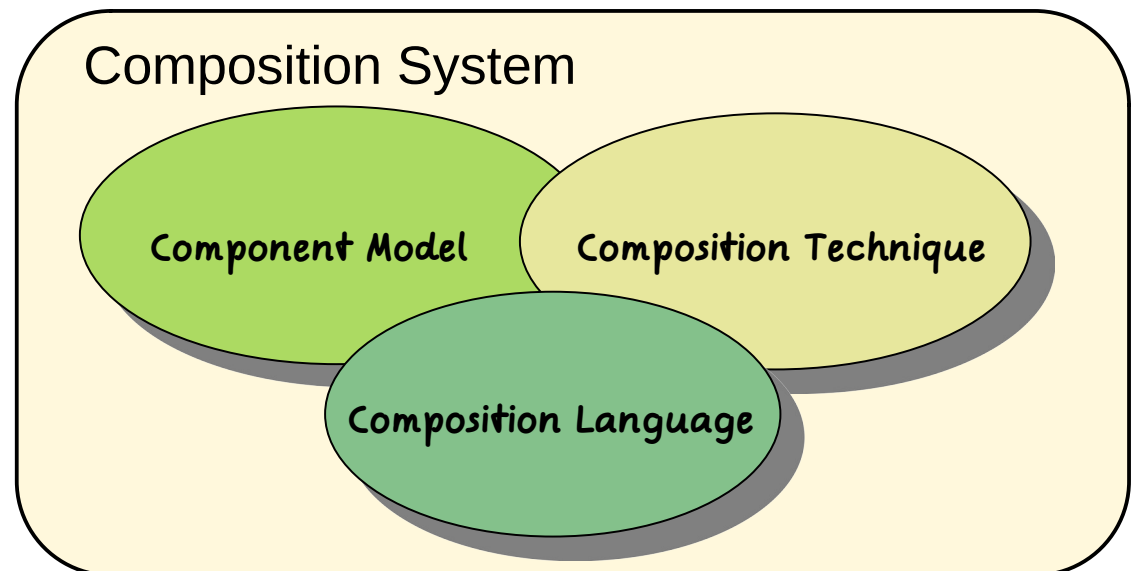 Composition System
Component Model
Composition Technique
Composition Language